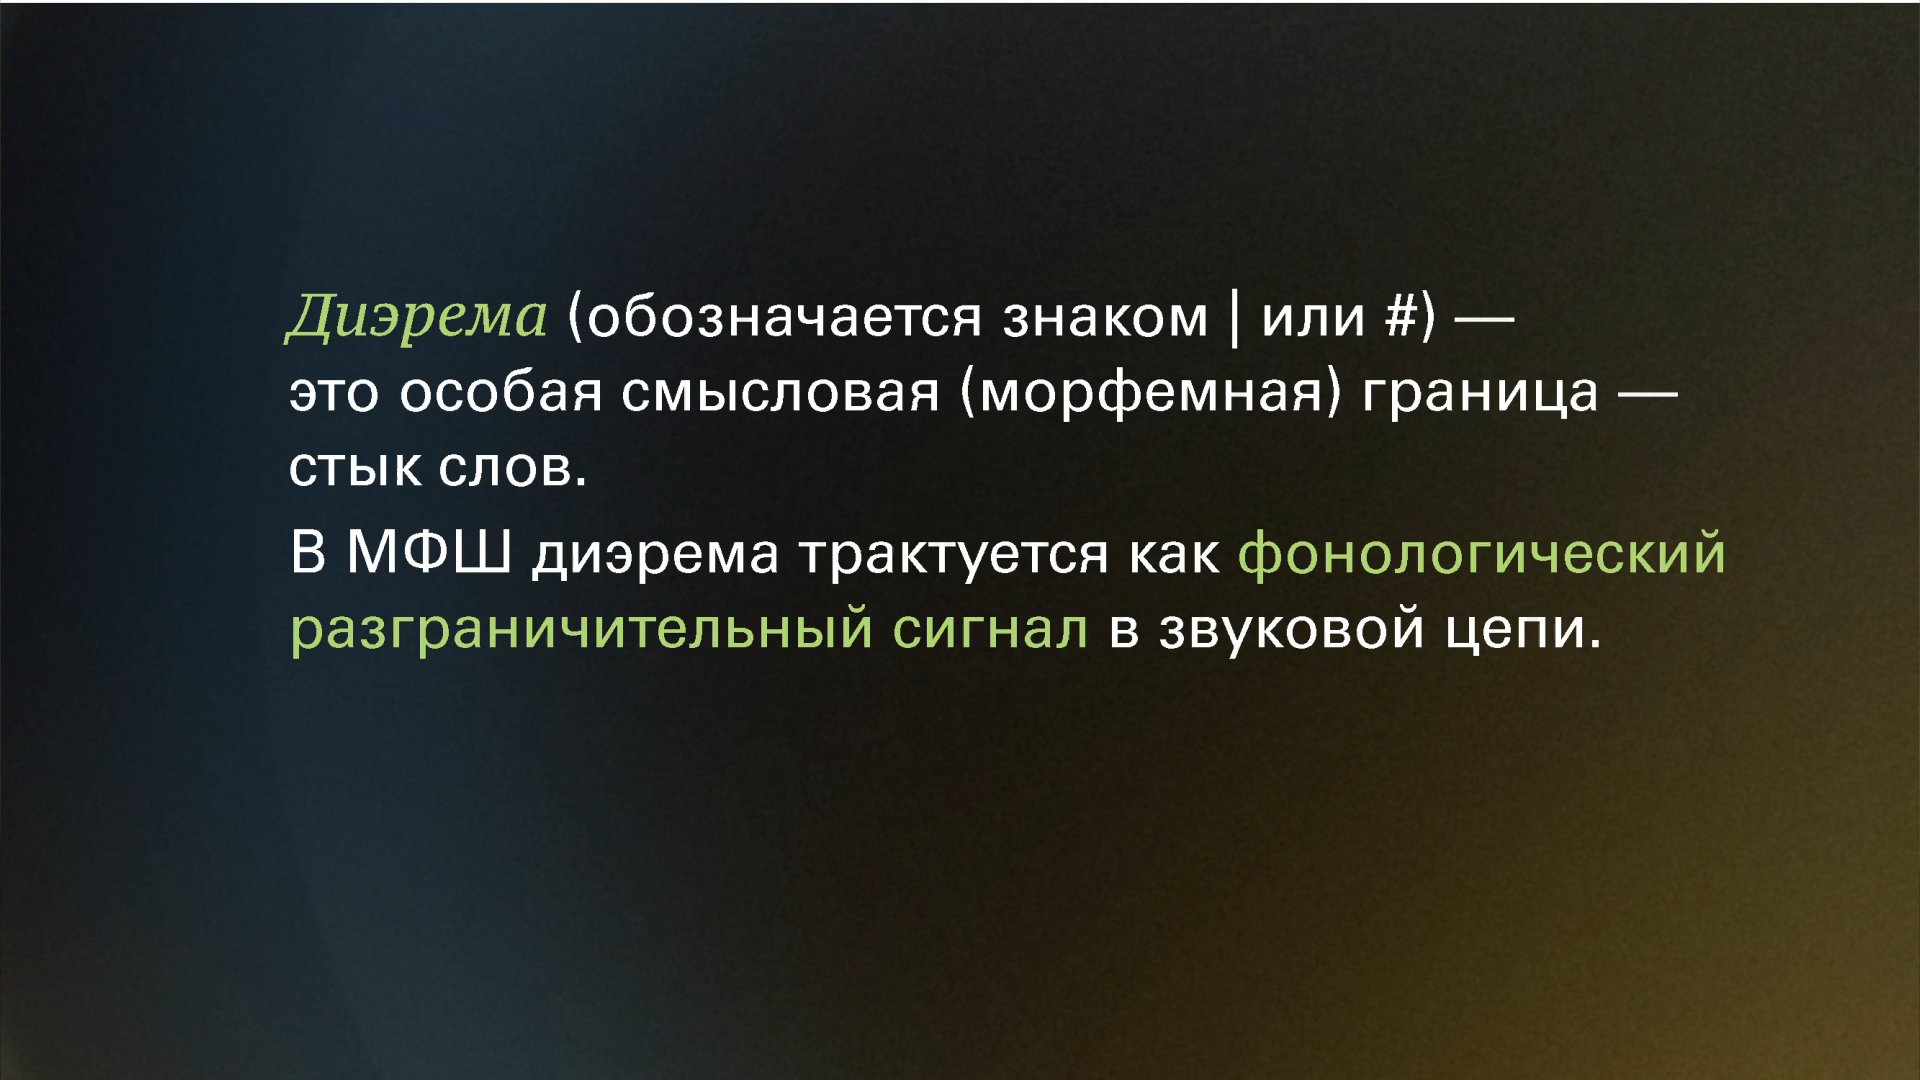 Диэрема (обозначается знаком | или #) —
это особая смысловая (морфемная) граница —
стык слов.
В МФШ диэрема трактуется как фонологический
разграничительный сигнал в звуковой цепи.